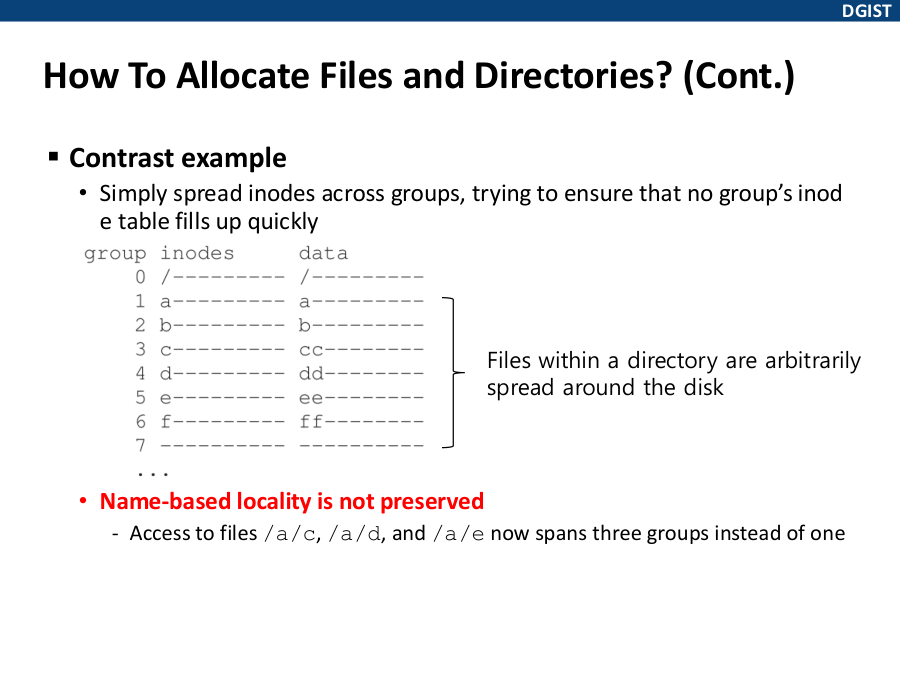 DGIST
How To Allocate Files and Directories? (Cont.)
▪ Contrast example
• Simply spread inodes across groups, trying to ensure that no group’s inod
e table fills up quickly
group inodes     data
    0 /--------- /---------
    1 a--------- a---------
    2 b--------- b---------
    3 c--------- cc--------
    4 d--------- dd--------
    5 e--------- ee--------
    6 f--------- ff--------
    7 ---------- ----------
    ...
Files within a directory are arbitrarily
spread around the disk
• Name-based locality is not preserved
- Access to files /a/c, /a/d, and /a/e now spans three groups instead of one